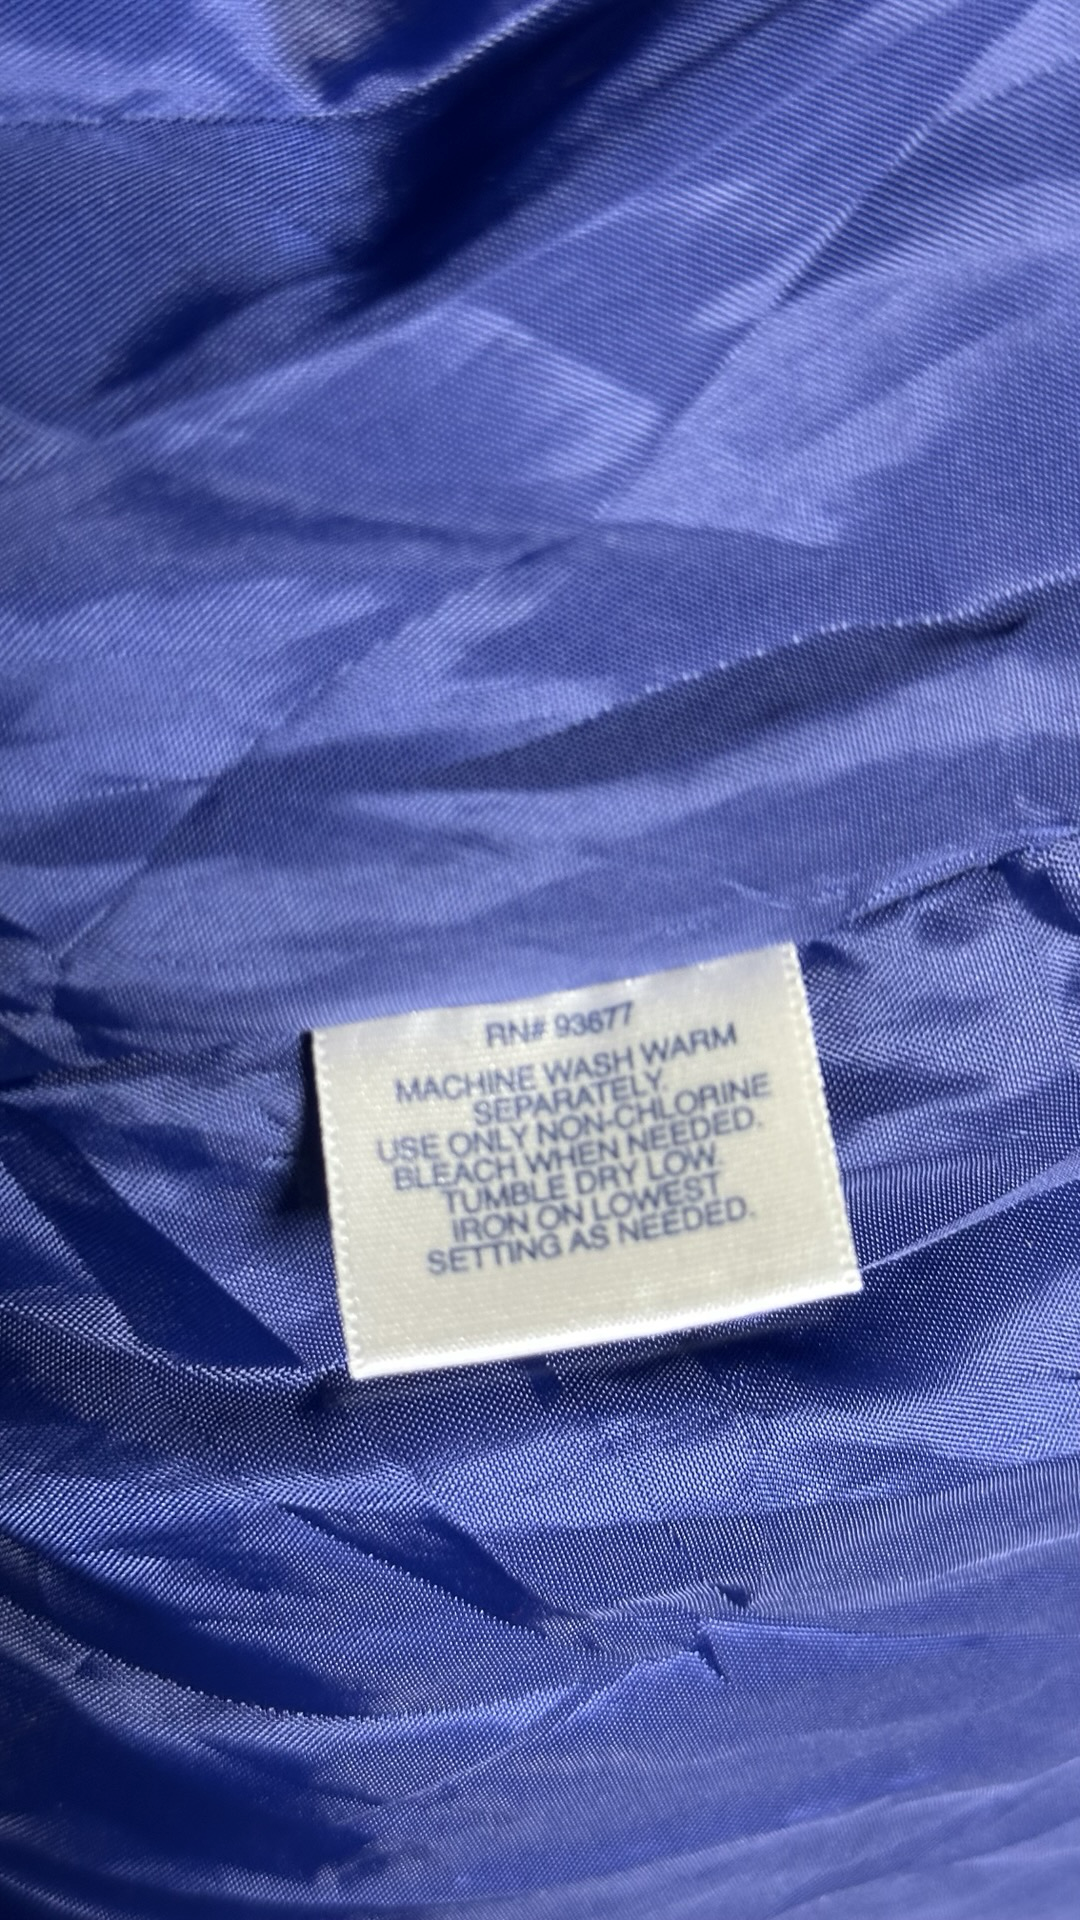 RN# 93677
MACHINE WASH WARM
SEPARATELY.
USE ONLY NON-CHLORINE
BLEACH WHEN NEEDED.
TUMBLE DRY LOW.
IRON ON LOWEST
SETTING AS NEEDED.